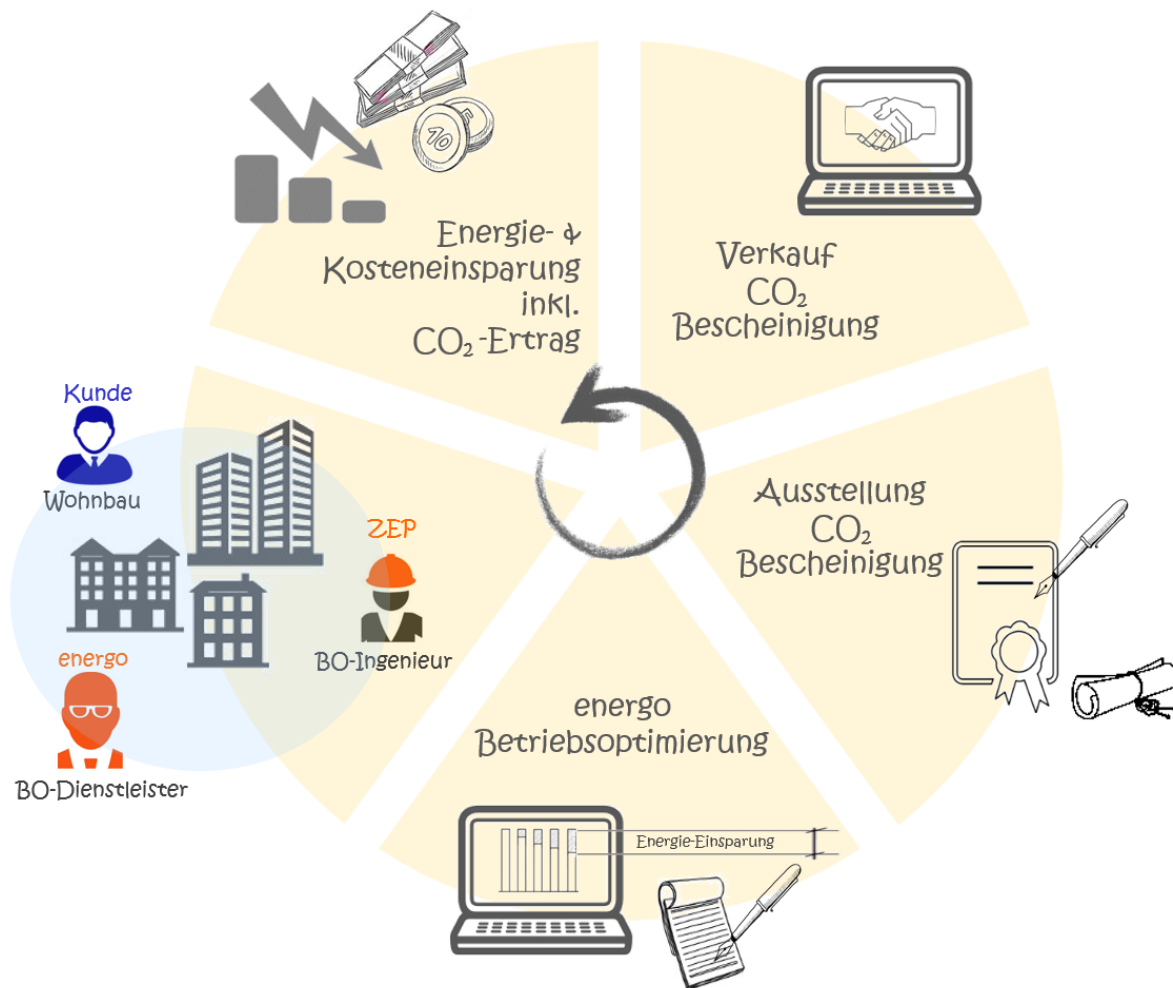 Energie- &
Kosteneinsparung
inkl.
CO₂-Ertrag
Verkauf
CO₂
Bescheinigung
Kunde
Wohnbau
ZEP
BO-Ingenieur
energo
BO-Dienstleister
Ausstellung
CO₂
Bescheinigung
energo
Betriebsoptimierung
Energie-Einsparung
10